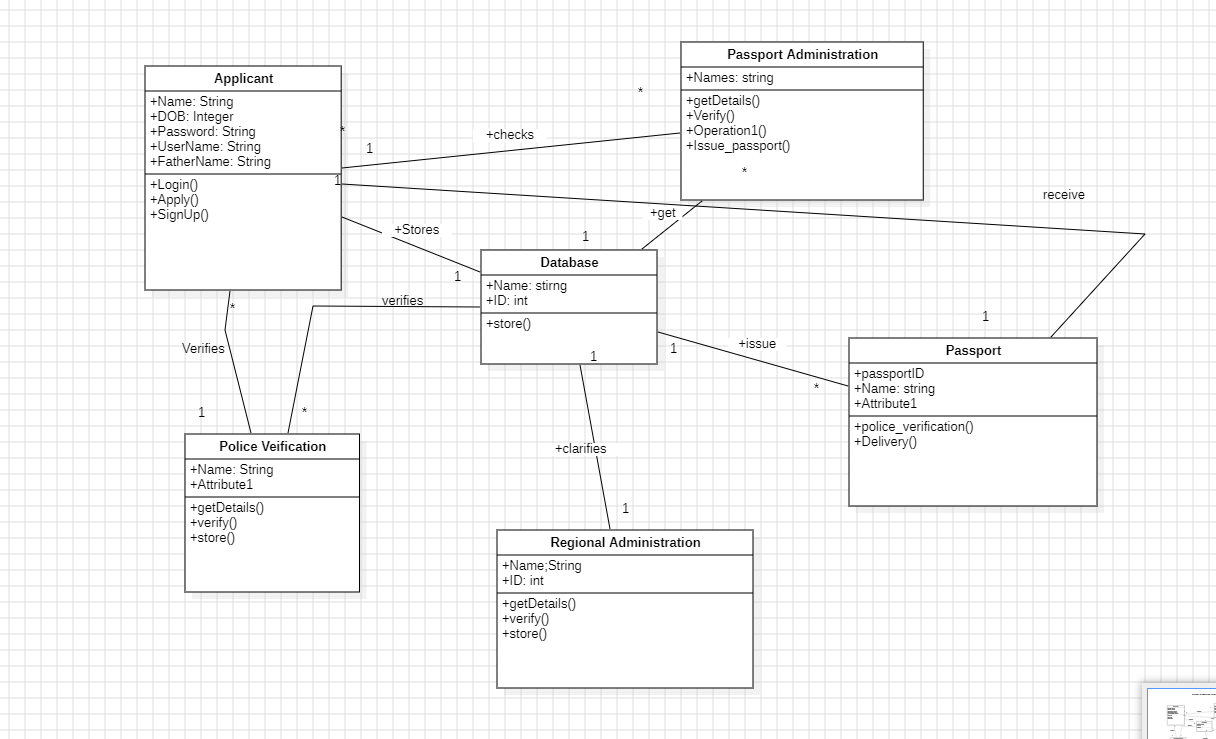 Applicant
+Name: String
+DOB: Integer
+Password: String
+UserName: String
+FatherName: String
+Login()
+Apply()
+SignUp()
*
1
+checks
*
Passport Administration
+Names: string
+getDetails()
+Verify()
+Operation1()
+Issue_passport()
*
1
receive
+get
1
+Stores
1
Database
+Name: stirng
+ID: int
+store()
1
verifies
*
Verifies
1
*
1
+issue
*
1
Passport
+passportID
+Name: string
+Attribute1
+police_verification()
+Delivery()
Police Veification
+Name: String
+Attribute1
+getDetails()
+verify()
+store()
+clarifies
1
Regional Administration
+Name;String
+ID: int
+getDetails()
+verify()
+store()